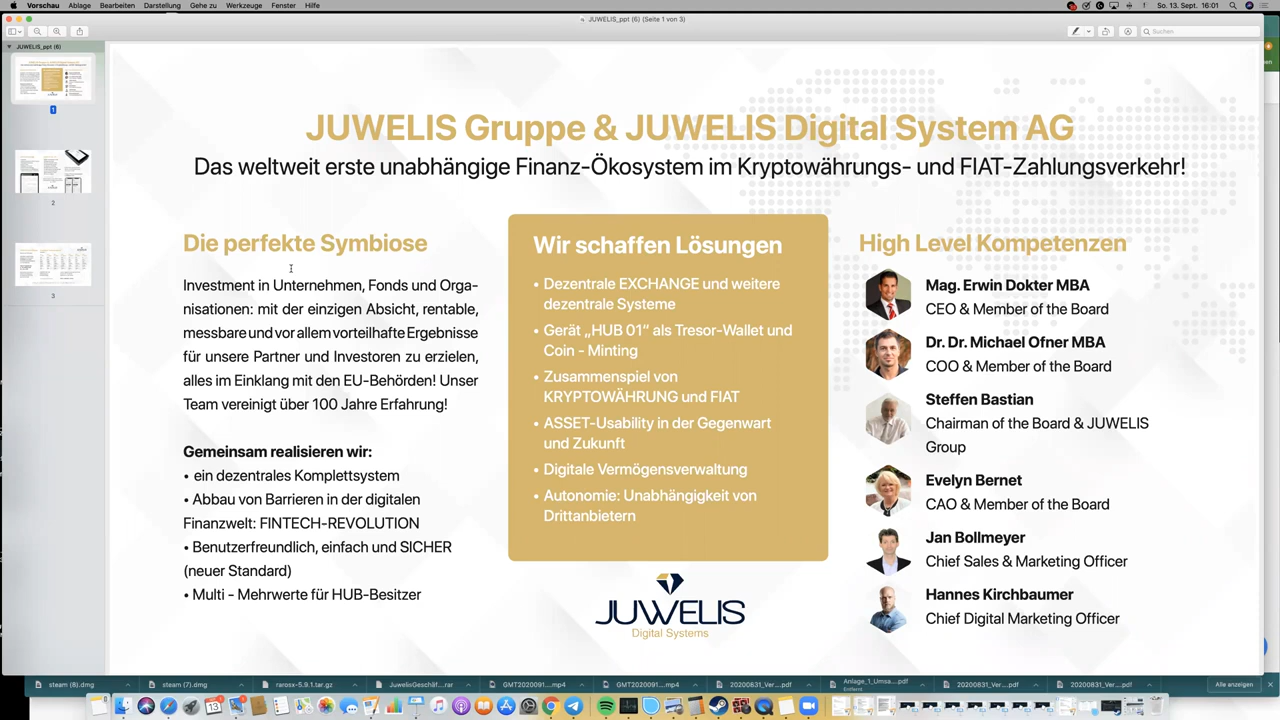 Vorschau Ablage Bearbeiten Darstellung Gehe zu Werkzeuge Fenster Hilfe
So. 13. Sept. 16:01
JUWELIS_ppt (6) (Seite 1 von 3)
Suchen
JUWELIS_ppt (6)
1
2
3
JUWELIS Gruppe & JUWELIS Digital System AG
Das weltweit erste unabhängige Finanz-Ökosystem im Kryptowährungs- und FIAT-Zahlungsverkehr!
Die perfekte Symbiose
Investment in Unternehmen, Fonds und Orga-
nisationen: mit der einzigen Absicht, rentable,
messbare und vor allem vorteilhafte Ergebnisse
für unsere Partner und Investoren zu erzielen,
alles im Einklang mit den EU-Behörden! Unser
Team vereinigt über 100 Jahre Erfahrung!
Gemeinsam realisieren wir:
• ein dezentrales Komplettsystem
• Abbau von Barrieren in der digitalen
Finanzwelt: FINTECH-REVOLUTION
• Benutzerfreundlich, einfach und SICHER
(neuer Standard)
• Multi - Mehrwerte für HUB-Besitzer
Wir schaffen Lösungen
• Dezentrale EXCHANGE und weitere
dezentrale Systeme
• Gerät „HUB 01“ als Tresor-Wallet und
Coin - Minting
• Zusammenspiel von
KRYPTOWÄHRUNG und FIAT
• ASSET-Usability in der Gegenwart
und Zukunft
• Digitale Vermögensverwaltung
• Autonomie: Unabhängigkeit von
Drittanbietern
JUWELIS
Digital Systems
High Level Kompetenzen
Mag. Erwin Dokter MBA
CEO & Member of the Board
Dr. Dr. Michael Ofner MBA
COO & Member of the Board
Steffen Bastian
Chairman of the Board & JUWELIS
Group
Evelyn Bernet
CAO & Member of the Board
Jan Bollmeyer
Chief Sales & Marketing Officer
Hannes Kirchbaumer
Chief Digital Marketing Officer
steam (8).dmg
steam (7).dmg
rarosx-5.9.1.tar.gz
JuwelisGeschäf....rar
GMT2020091....mp4
GMT2020091....mp4
20200831_Ver....pdf
Anlage_1_Umsa....pdf
Entfernt
20200831_Ver....pdf
20200831_Ver....pdf
Alle anzeigen